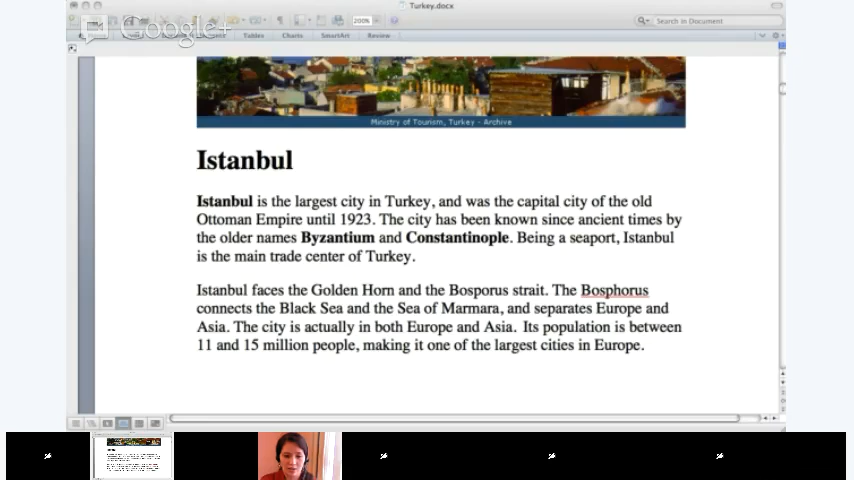 Turkey.docx
Google+
200%
Search in Document
Tables
Charts
SmartArt
Review
Ministry of Tourism, Turkey - Archive
Istanbul
Istanbul is the largest city in Turkey, and was the capital city of the old
Ottoman Empire until 1923. The city has been known since ancient times by
the older names Byzantium and Constantinople. Being a seaport, Istanbul
is the main trade center of Turkey.
Istanbul faces the Golden Horn and the Bosporus strait. The Bosphorus
connects the Black Sea and the Sea of Marmara, and separates Europe and
Asia. The city is actually in both Europe and Asia. Its population is between
11 and 15 million people, making it one of the largest cities in Europe.